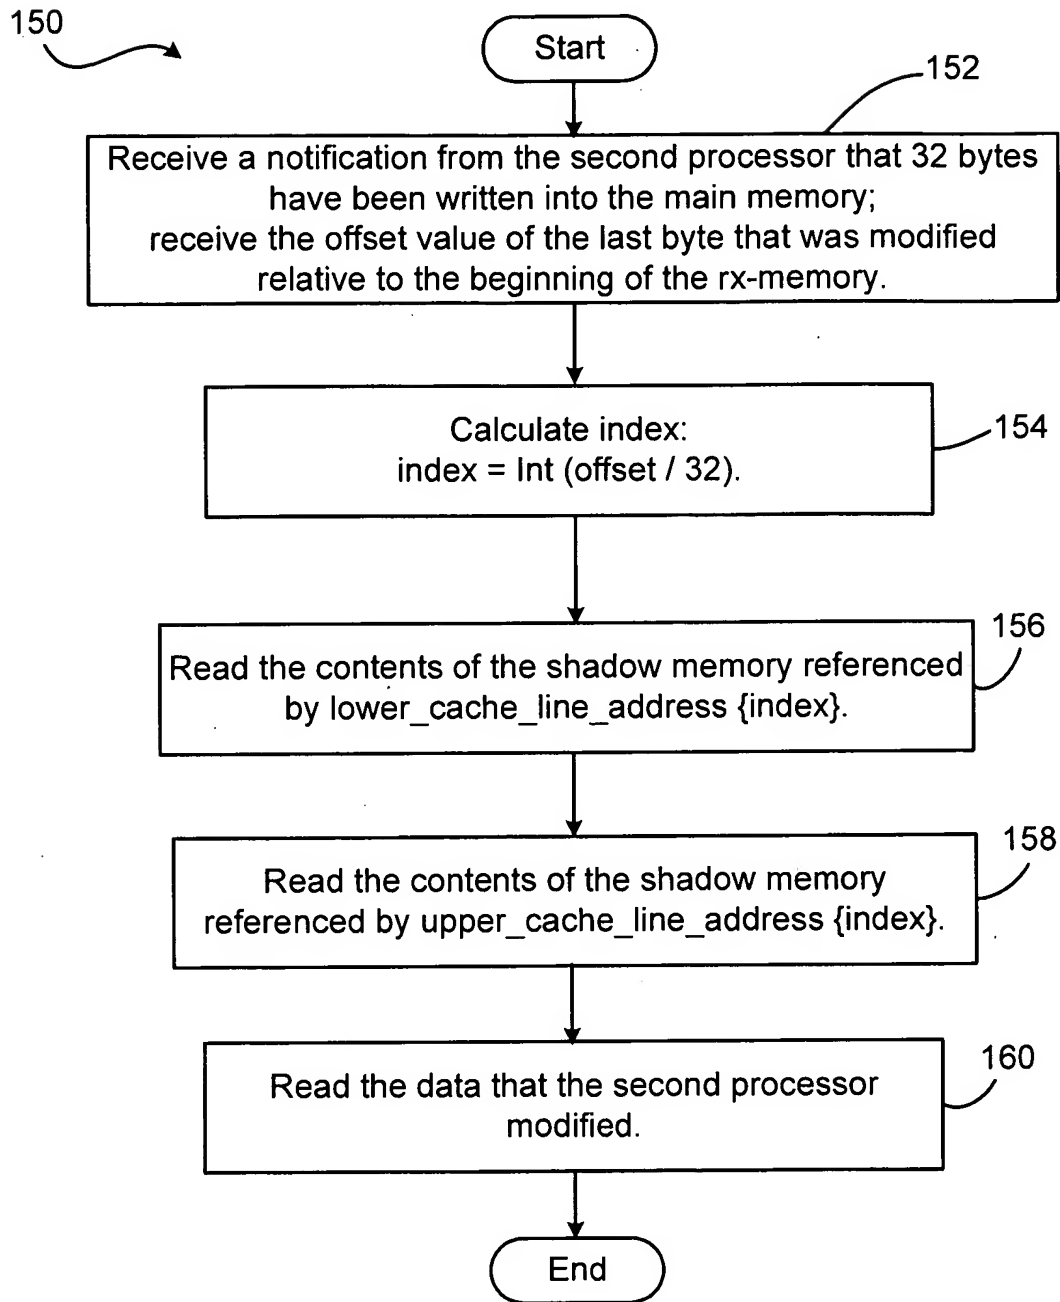 150
Start
152
Receive a notification from the second processor that 32 bytes
have been written into the main memory;
receive the offset value of the last byte that was modified
relative to the beginning of the rx-memory.
154
Calculate index:
index = Int (offset / 32).
156
Read the contents of the shadow memory referenced
by lower_cache_line_address {index}.
158
Read the contents of the shadow memory
referenced by upper_cache_line_address {index}.
160
Read the data that the second processor
modified.
End